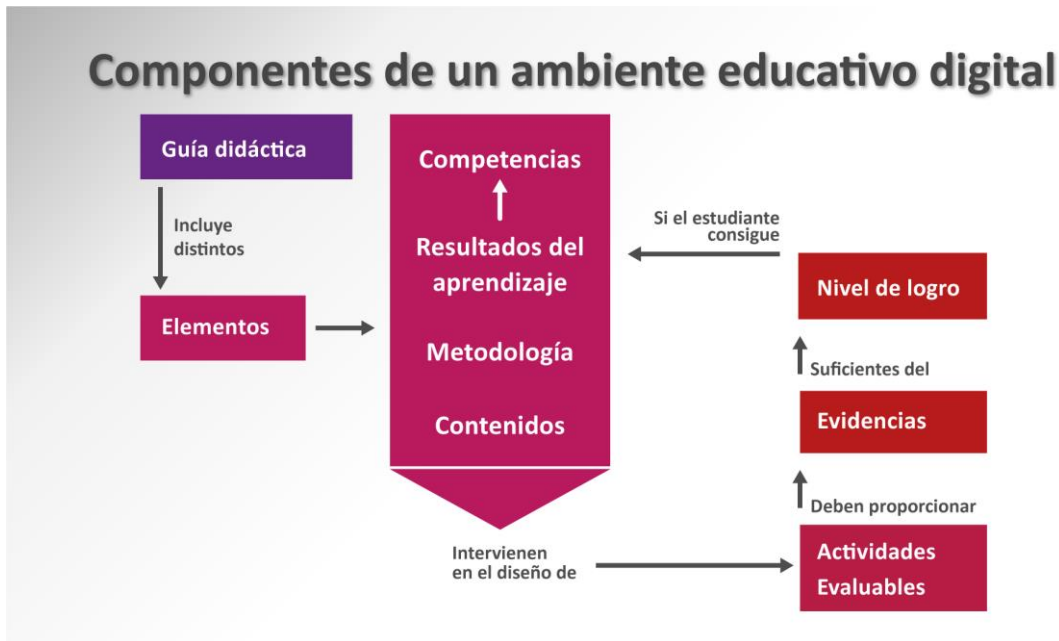 Componentes de un ambiente educativo digital
Guía didáctica
Incluye
distintos
Elementos
Competencias
Resultados del
aprendizaje
Metodología
Contenidos
Intervienen
en el diseño de
Actividades
Evaluables
Deben proporcionar
Evidencias
Suficientes del
Nivel de logro
Si el estudiante
consigue